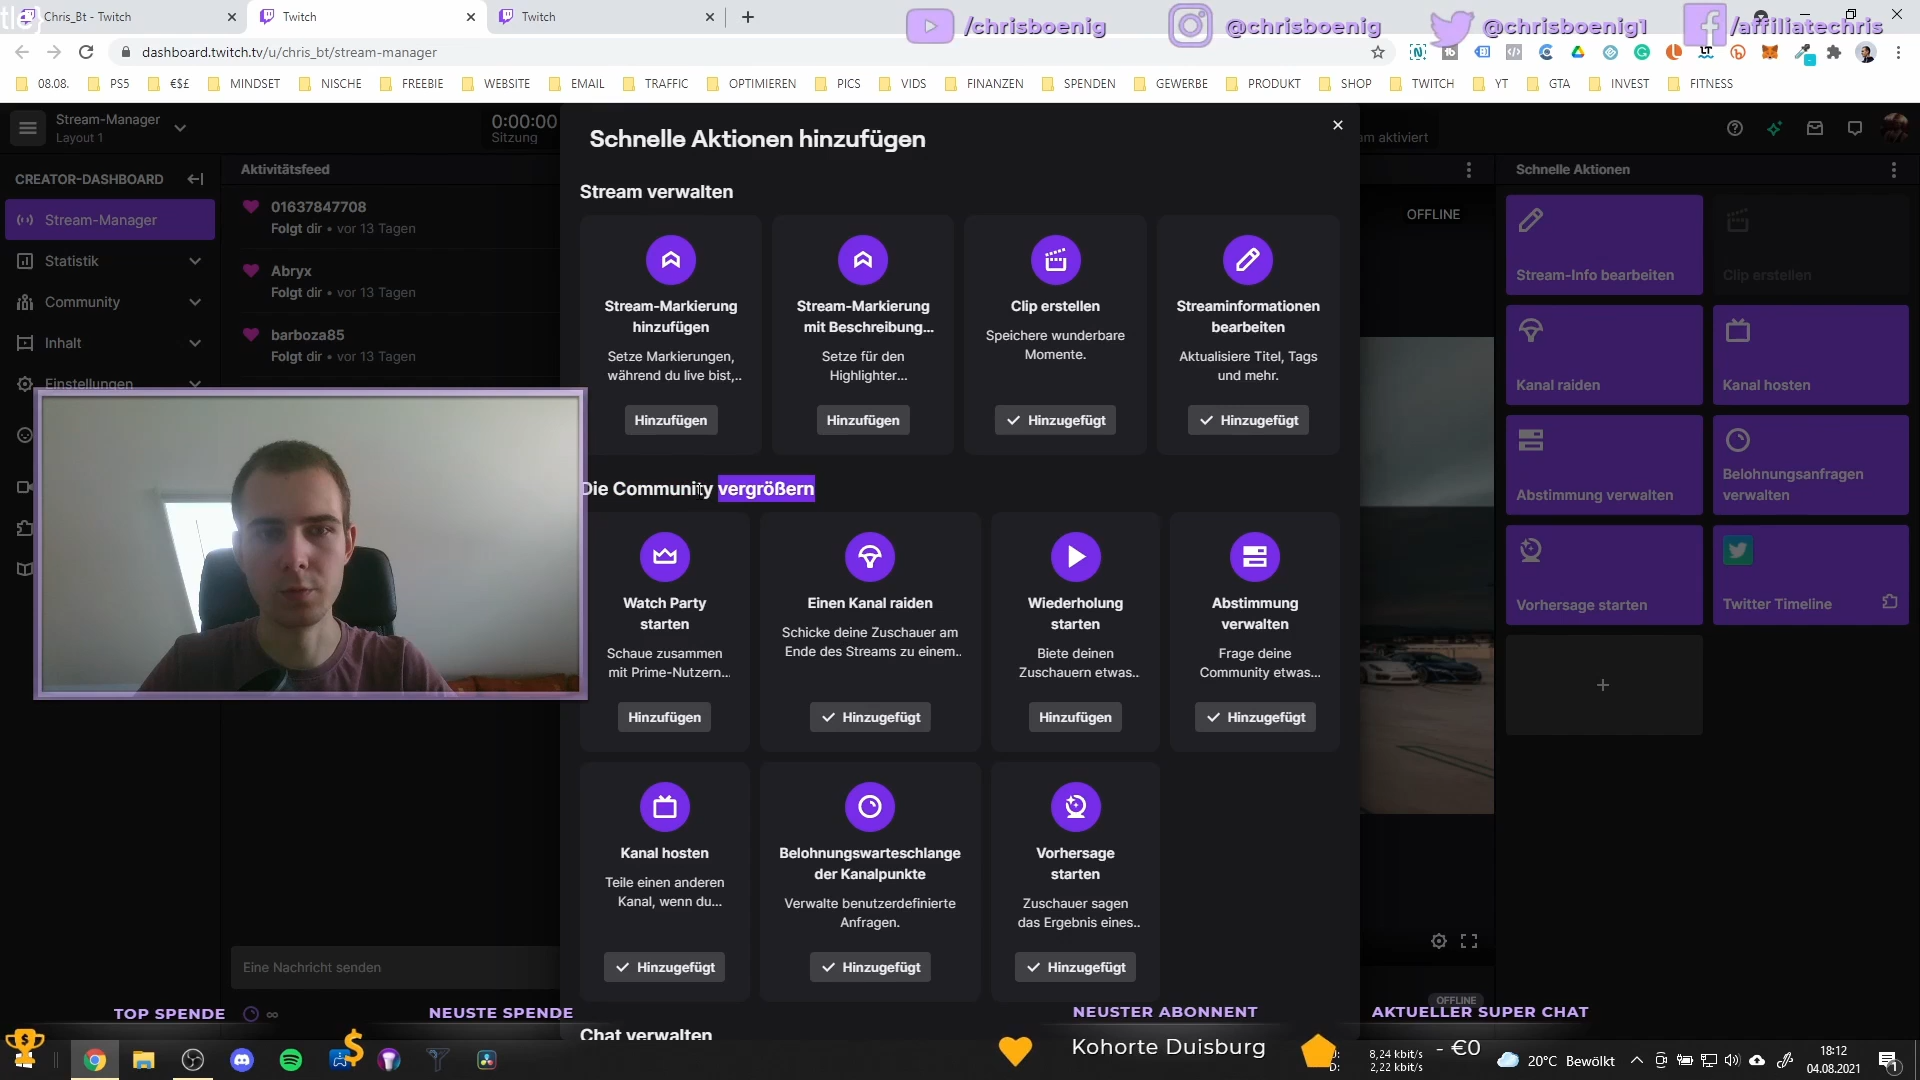 Chris_Bt - Twitch
Twitch
Twitch
/chrisboenig
@chrisboenig
@chrisboenig1
/affiliatechris
dashboard.twitch.tv/u/chris_bt/stream-manager
08.08.
PS5
€$£
MINDSET
NISCHE
FREEBIE
WEBSITE
EMAIL
TRAFFIC
OPTIMIEREN
PICS
VIDS
FINANZEN
SPENDEN
GEWERBE
PRODUKT
SHOP
TWITCH
YT
GTA
INVEST
FITNESS
Stream-Manager
Layout 1
0:00:00
Sitzung
Schnelle Aktionen hinzufügen
am aktiviert
CREATOR-DASHBOARD
Stream-Manager
Statistik
Community
Inhalt
Einstellungen
Aktivitätsfeed
01637847708
Folgt dir • vor 13 Tagen
Abryx
Folgt dir • vor 13 Tagen
barboza85
Folgt dir • vor 13 Tagen
Stream verwalten
Stream-Markierung
hinzufügen
Setze Markierungen,
während du live bist,..
Hinzufügen
Stream-Markierung
mit Beschreibung...
Setze für den
Highlighter...
Hinzufügen
Clip erstellen
Speichere wunderbare
Momente.
Hinzugefügt
Streaminformationen
bearbeiten
Aktualisiere Titel, Tags
und mehr.
Hinzugefügt
Die Community vergrößern
Watch Party
starten
Schaue zusammen
mit Prime-Nutzern...
Hinzufügen
Einen Kanal raiden
Schicke deine Zuschauer am
Ende des Streams zu einem..
Hinzugefügt
Wiederholung
starten
Biete deinen
Zuschauern etwas..
Hinzufügen
Abstimmung
verwalten
Frage deine
Community etwas...
Hinzugefügt
Kanal hosten
Teile einen anderen
Kanal, wenn du...
Hinzugefügt
Belohnungswarteschlange
der Kanalpunkte
Verwalte benutzerdefinierte
Anfragen.
Hinzugefügt
Vorhersage
starten
Zuschauer sagen
das Ergebnis eines..
Hinzugefügt
Chat verwalten
OFFLINE
Schnelle Aktionen
Stream-Info bearbeiten
Clip erstellen
Kanal raiden
Kanal hosten
Abstimmung verwalten
Belohnungsanfragen
verwalten
Vorhersage starten
Twitter Timeline
+
Eine Nachricht senden
OFFLINE
TOP SPENDE
∞
NEUSTE SPENDE
NEUSTER ABONNENT
AKTUELLER SUPER CHAT
Kohorte Duisburg
- €0
8,24 kbit/s
D: 2,22 kbit/s
20°C Bewölkt
18:12
04.08.2021
1